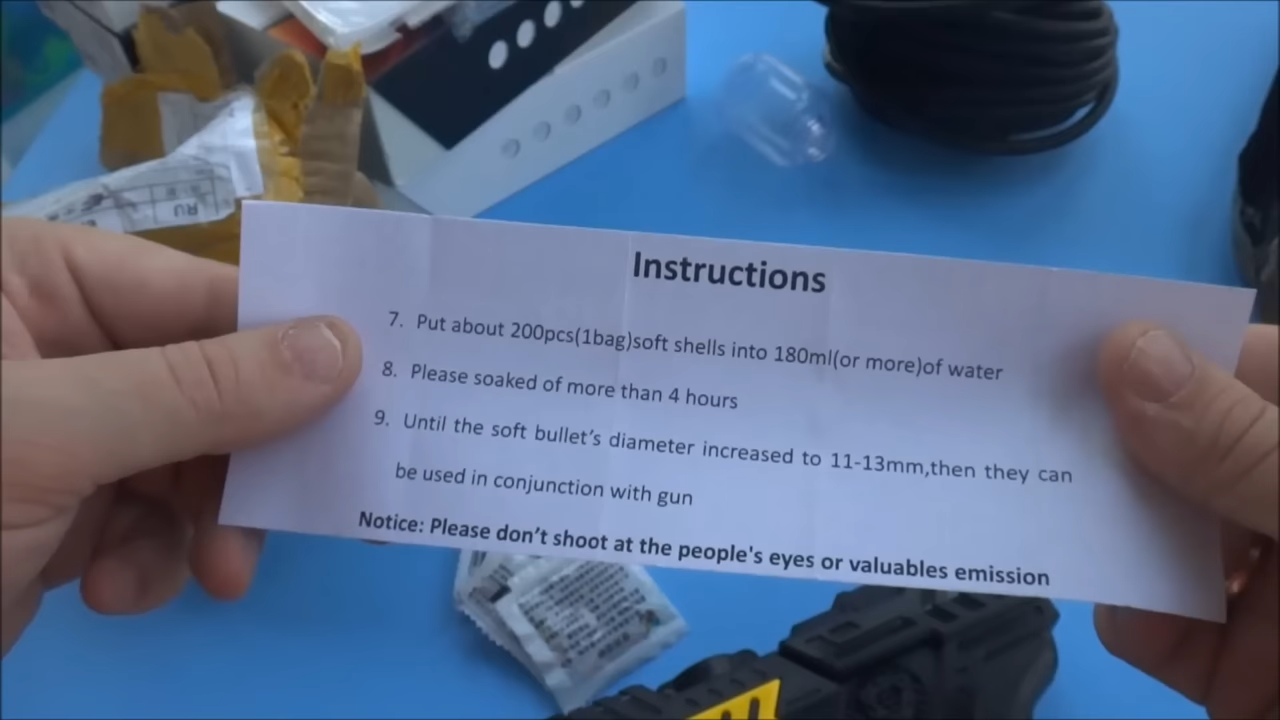 Instructions
7. Put about 200pcs(1bag)soft shells into 180ml(or more)of water
8. Please soaked of more than 4 hours
9. Until the soft bullet's diameter increased to 11-13mm,then they can
be used in conjunction with gun
Notice: Please don't shoot at the people's eyes or valuables emission
RU